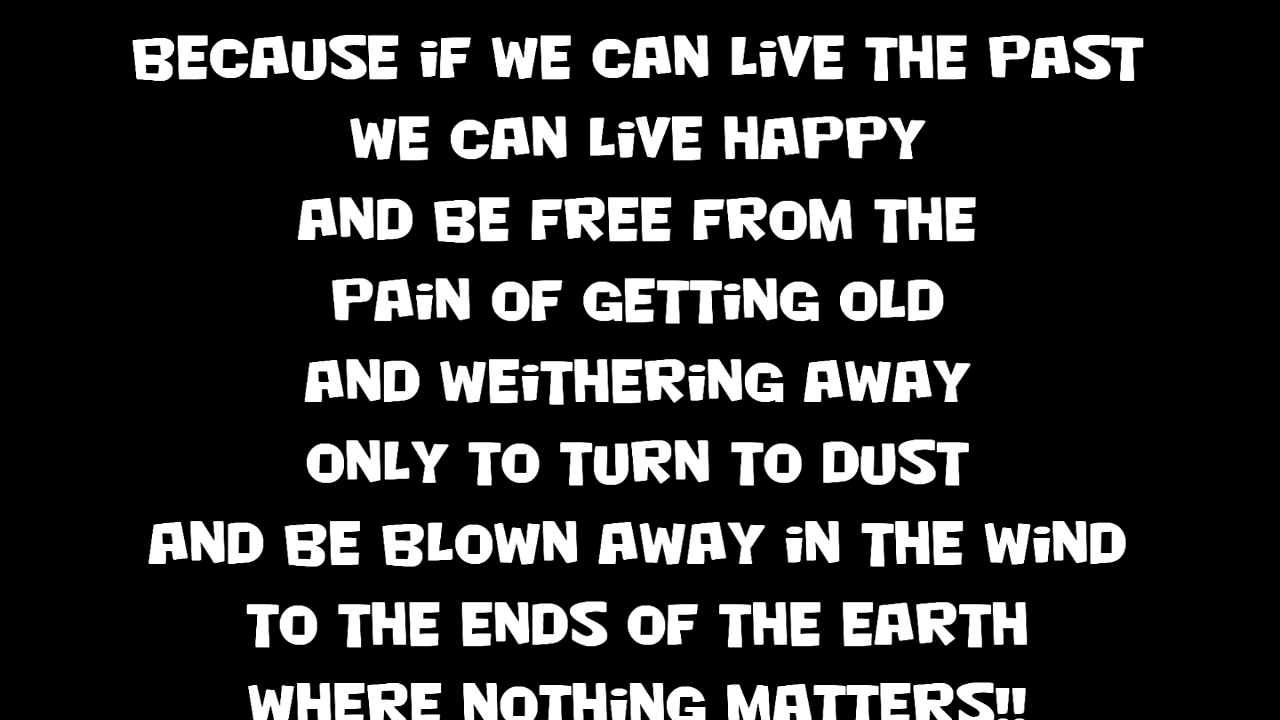 BECAUSE iF WE CAN LiVE THE PAST
WE CAN LiVE HAPPY
AND BE FREE FROM THE
PAiN OF GETTiNG OLD
AND WEiTHERiNG AWAY
ONLY TO TURN TO DUST
AND BE BLOWN AWAY iN THE WiND
TO THE ENDS OF THE EARTH
WHERE NOTHiNG MATTERS!!